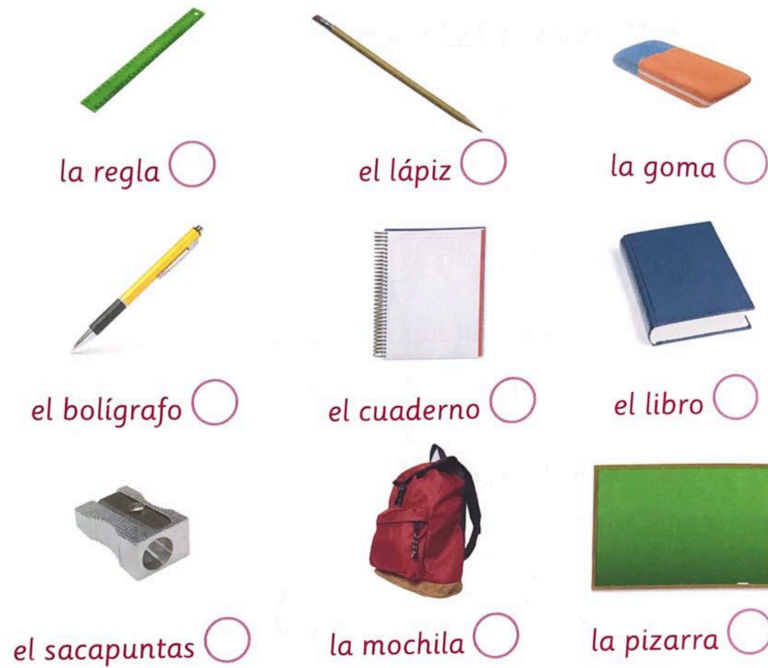 la regla
el lápiz
la goma
el bolígrafo
el cuaderno
el libro
el sacapuntas
la mochila
la pizarra